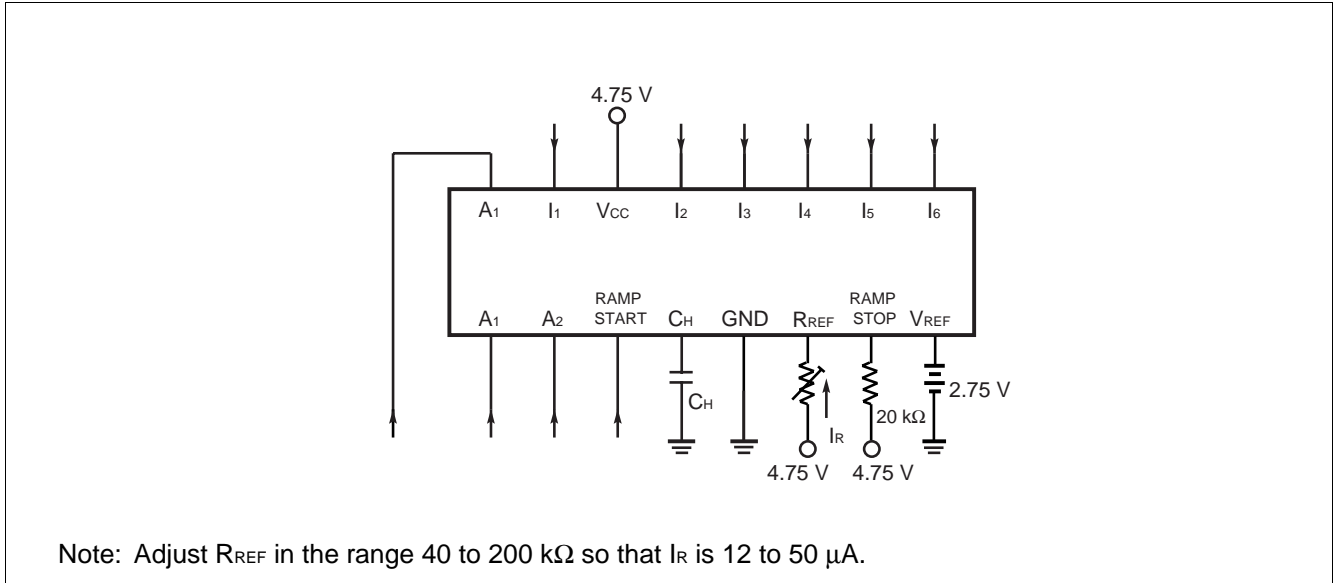 4.75 V
A1 I1 VCC I2 I3 I4 I5 I6
RAMP RAMP
A1 A2 START CH GND RREF STOP VREF
2.75 V
CH
20 kΩ
IR
4.75 V 4.75 V
Note: Adjust RREF in the range 40 to 200 kΩ so that IR is 12 to 50 μA.